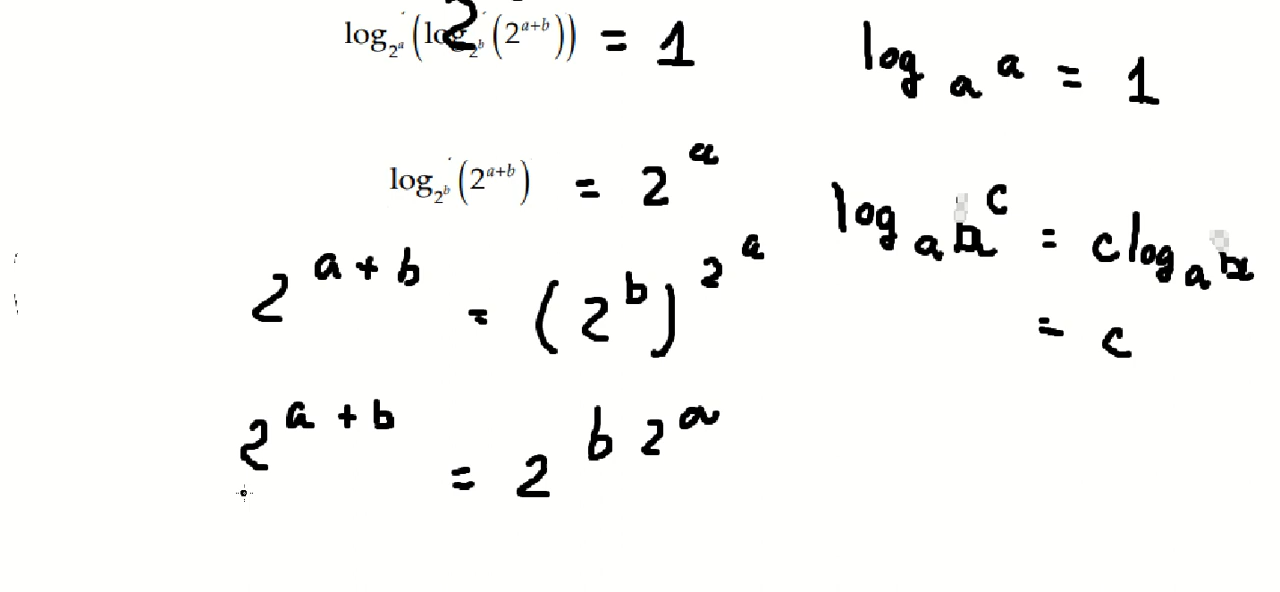 log_{2^a}(log_{2^b}(2^{a+b})) = 1
log_a a = 1
log_{2^b}(2^{a+b}) = 2^a
log_a a^c = c log_a a
= c
2^{a+b} = (2^b)^{2^a}
2^{a+b} = 2^{b 2^a}